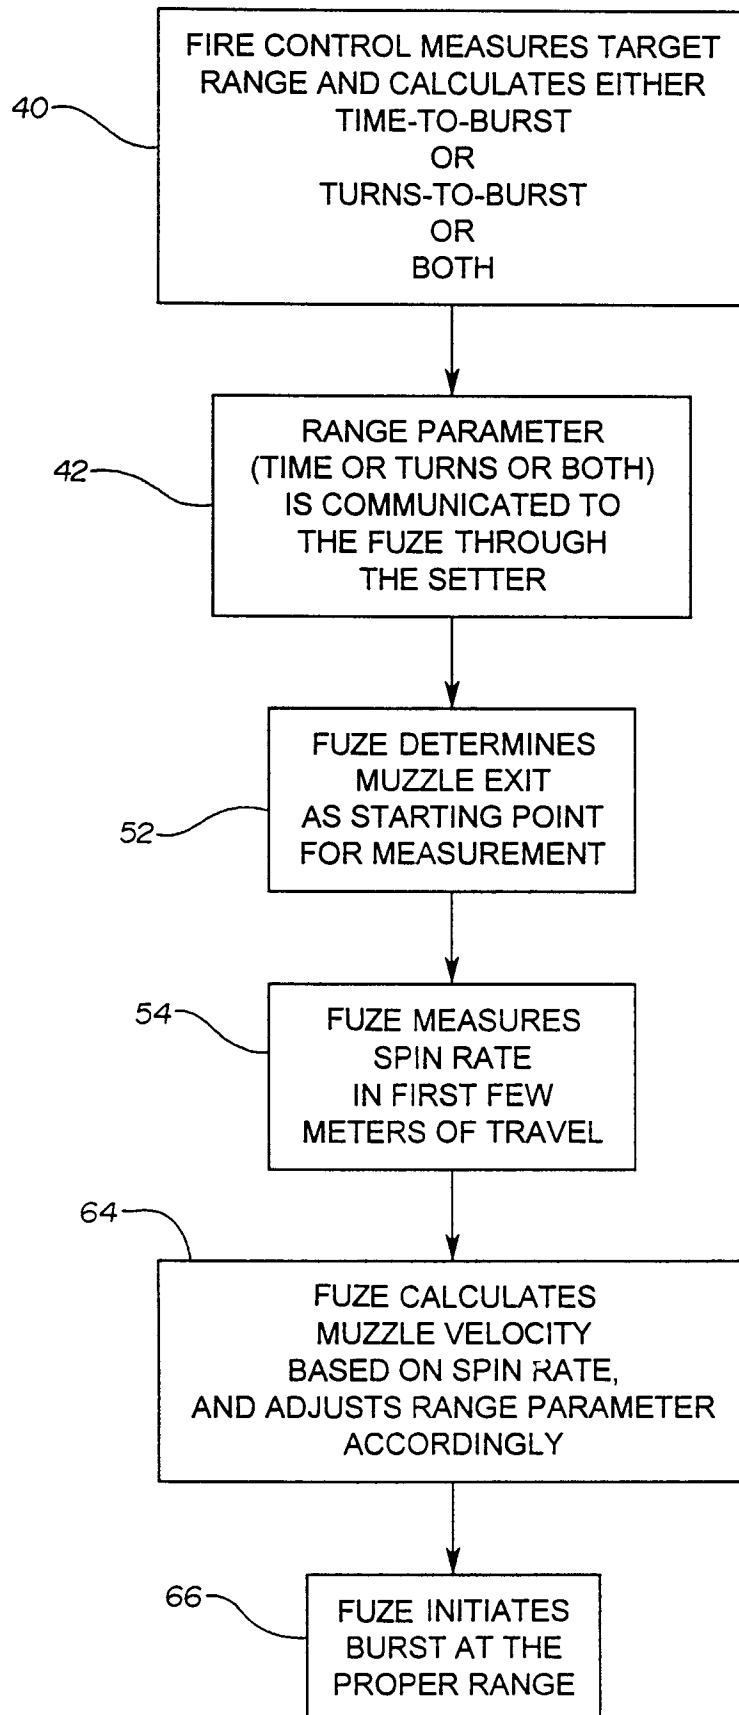 FIRE CONTROL MEASURES TARGET
RANGE AND CALCULATES EITHER
TIME-TO-BURST
OR
TURNS-TO-BURST
OR
BOTH
40
RANGE PARAMETER
(TIME OR TURNS OR BOTH)
IS COMMUNICATED TO
THE FUZE THROUGH
THE SETTER
42
FUZE DETERMINES
MUZZLE EXIT
AS STARTING POINT
FOR MEASUREMENT
52
FUZE MEASURES
SPIN RATE
IN FIRST FEW
METERS OF TRAVEL
54
FUZE CALCULATES
MUZZLE VELOCITY
BASED ON SPIN RATE,
AND ADJUSTS RANGE PARAMETER
ACCORDINGLY
64
FUZE INITIATES
BURST AT THE
PROPER RANGE
66